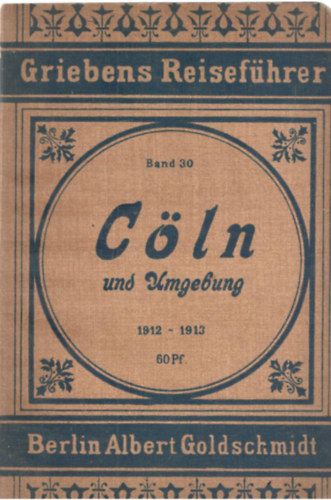 Griebens Reiseführer
Band 30
Cöln
und Umgebung
1912 - 1913
60 Pf.
Berlin Albert Goldschmidt